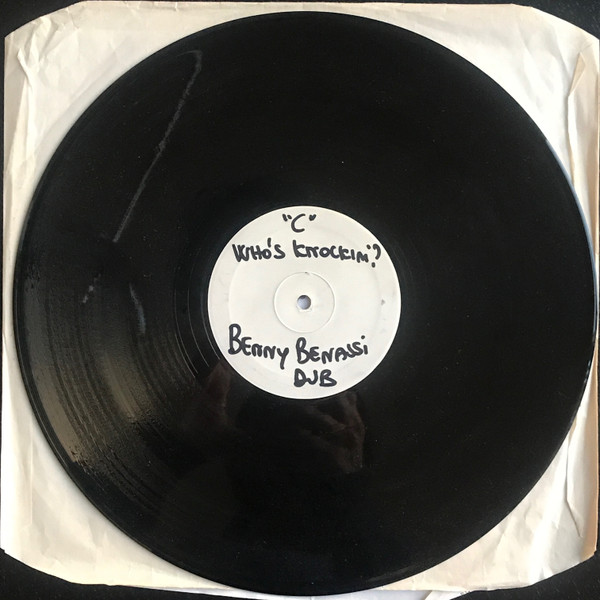 "C"
WHO'S KNOCKIN'?
BENNY BENASSI
DUB